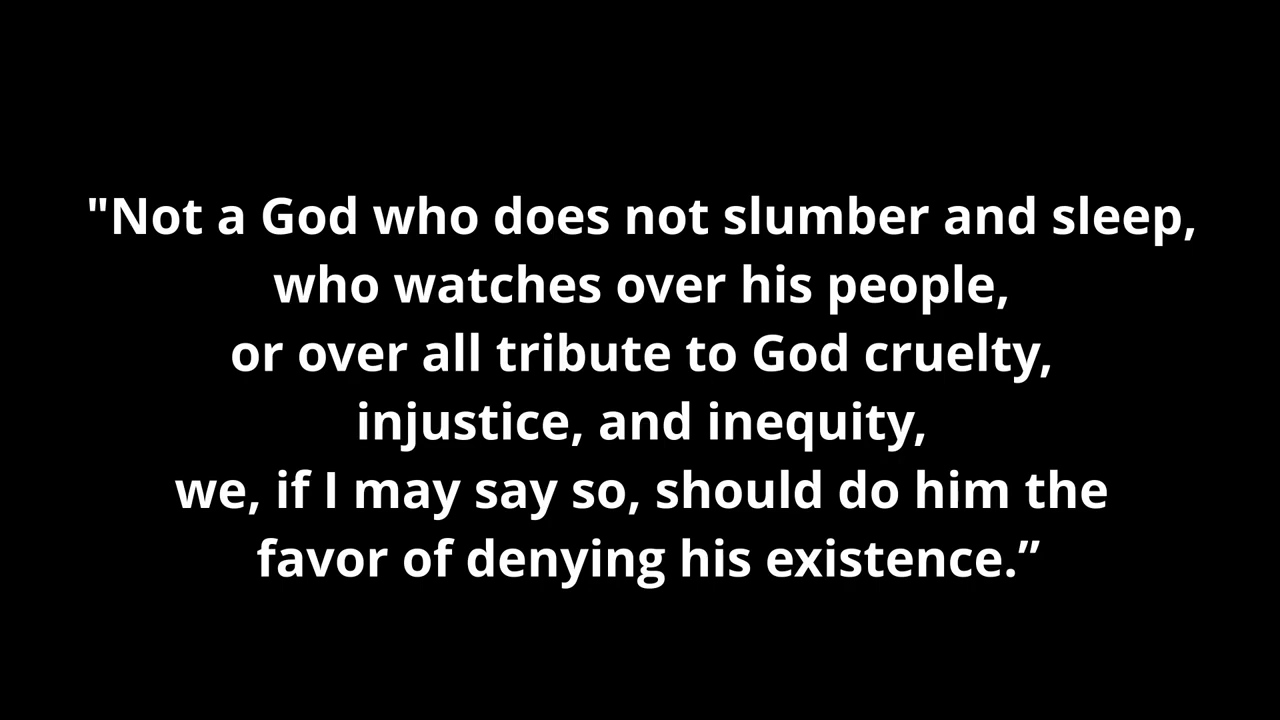 "Not a God who does not slumber and sleep,
who watches over his people,
or over all tribute to God cruelty,
injustice, and inequity,
we, if I may say so, should do him the
favor of denying his existence.”